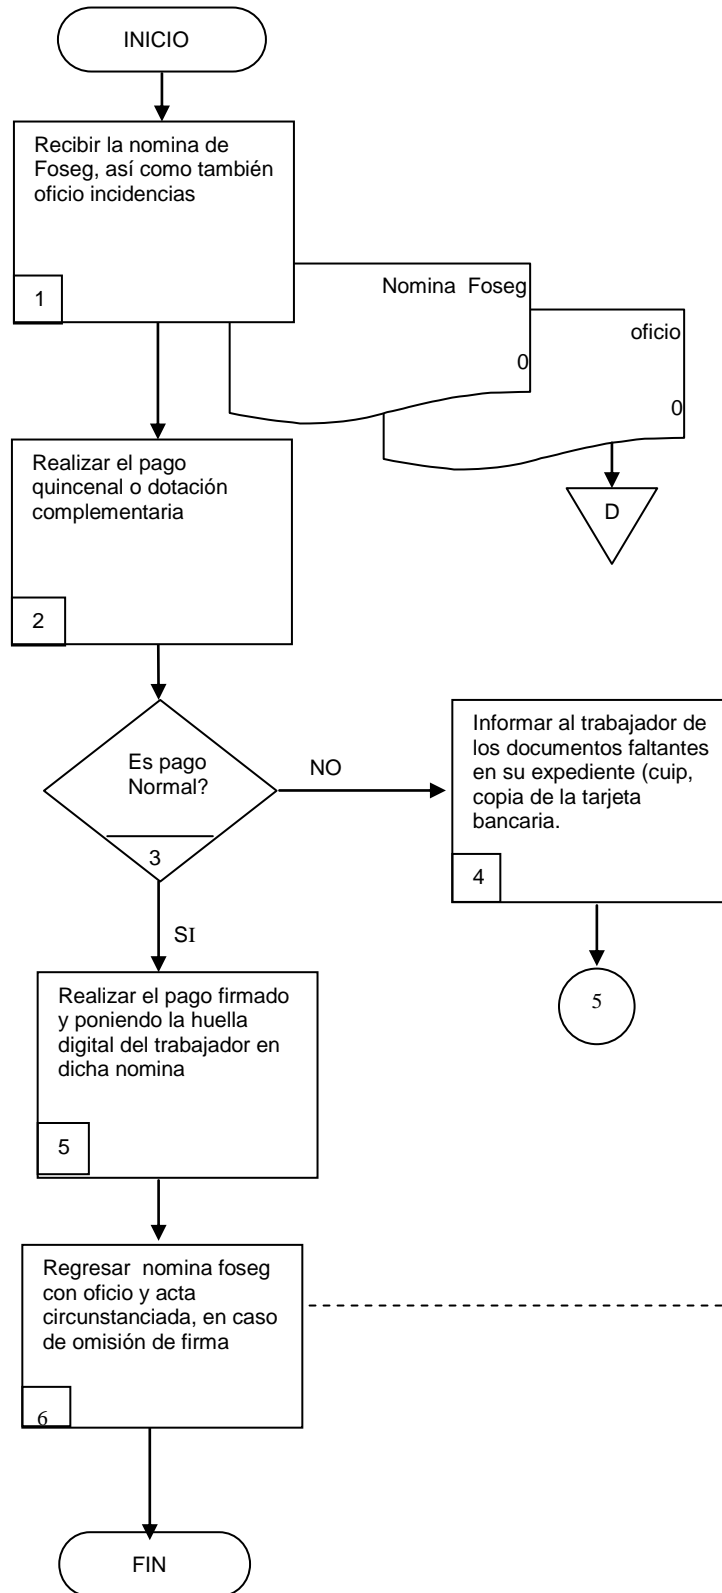 INICIO
Recibir la nomina de
Foseg, así como también
oficio incidencias
1
Nomina Foseg
0
oficio
0
D
Realizar el pago
quincenal o dotación
complementaria
2
Es pago
Normal?
3
NO
Informar al trabajador de
los documentos faltantes
en su expediente (cuip,
copia de la tarjeta
bancaria.
4
5
SI
Realizar el pago firmado
y poniendo la huella
digital del trabajador en
dicha nomina
5
Regresar nomina foseg
con oficio y acta
circunstanciada, en caso
de omisión de firma
6
FIN